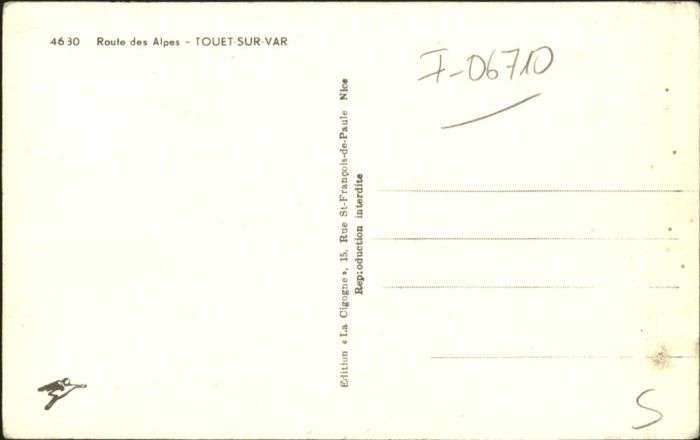 4630 Route des Alpes - TOUET-SUR-VAR
F-06710
Edition « La Cigogne », 15, Rue St-François-de-Paule Nice
Reproduction interdite
S